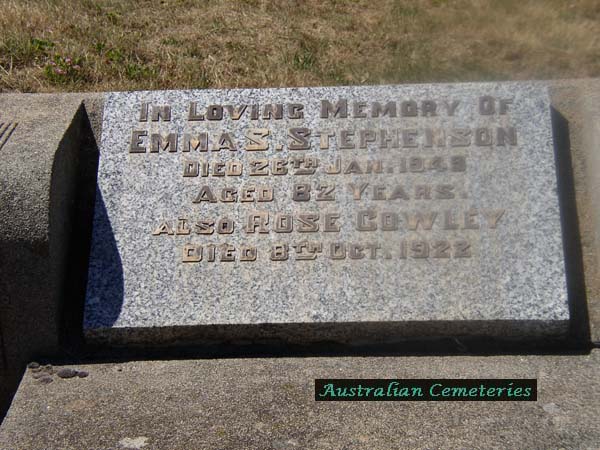 In Loving Memory Of
Emma S. Stephenson
Died 26th Jan. 1949
Aged 82 Years.
Also Rose Cowley
Died 8th Oct. 1922
Australian Cemeteries